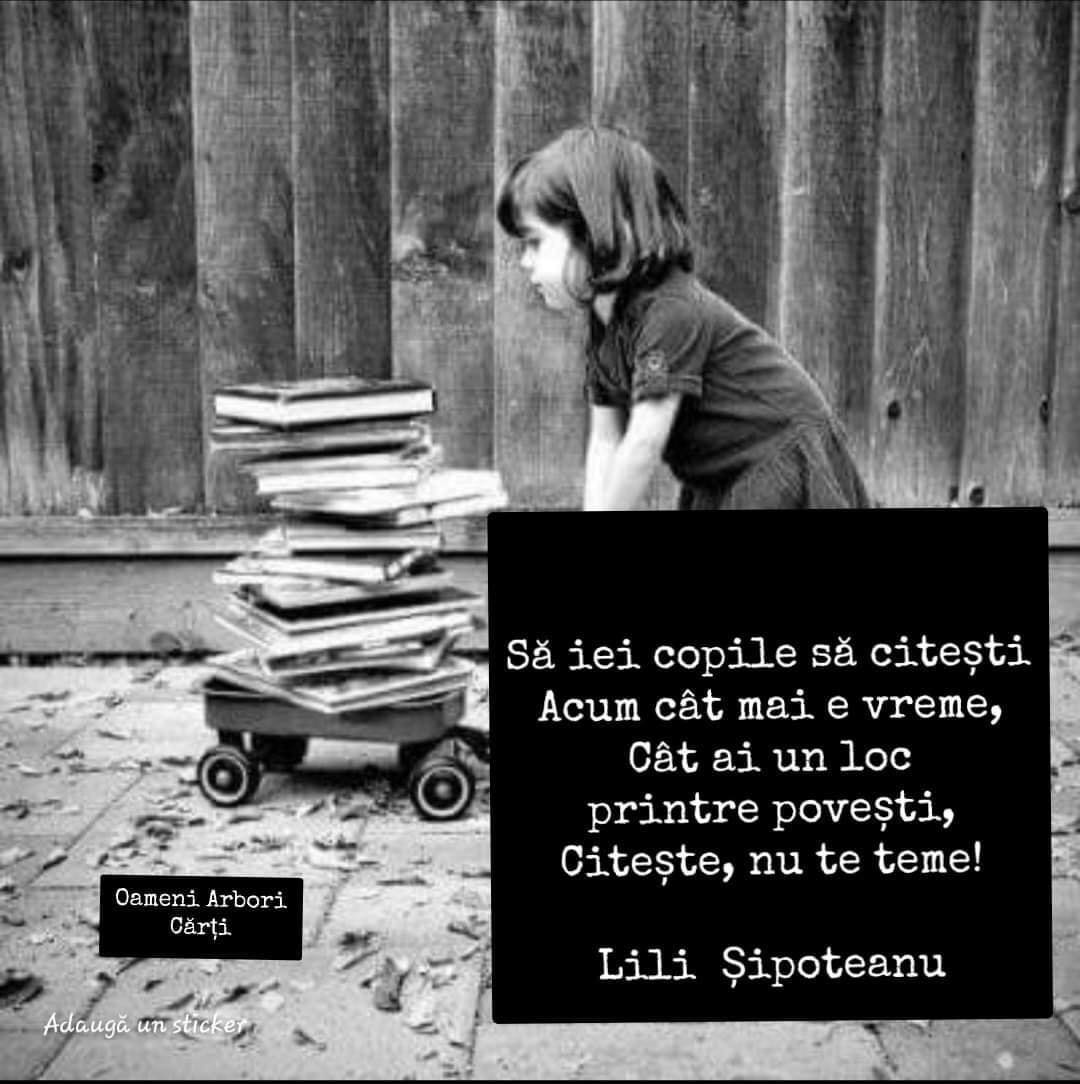 Să iei copile să citești
Acum cât mai e vreme,
Cât ai un loc
printre povești,
Citește, nu te teme!
Lili Șipoteanu
Oameni Arbori
Cărți
Adaugă un sticker